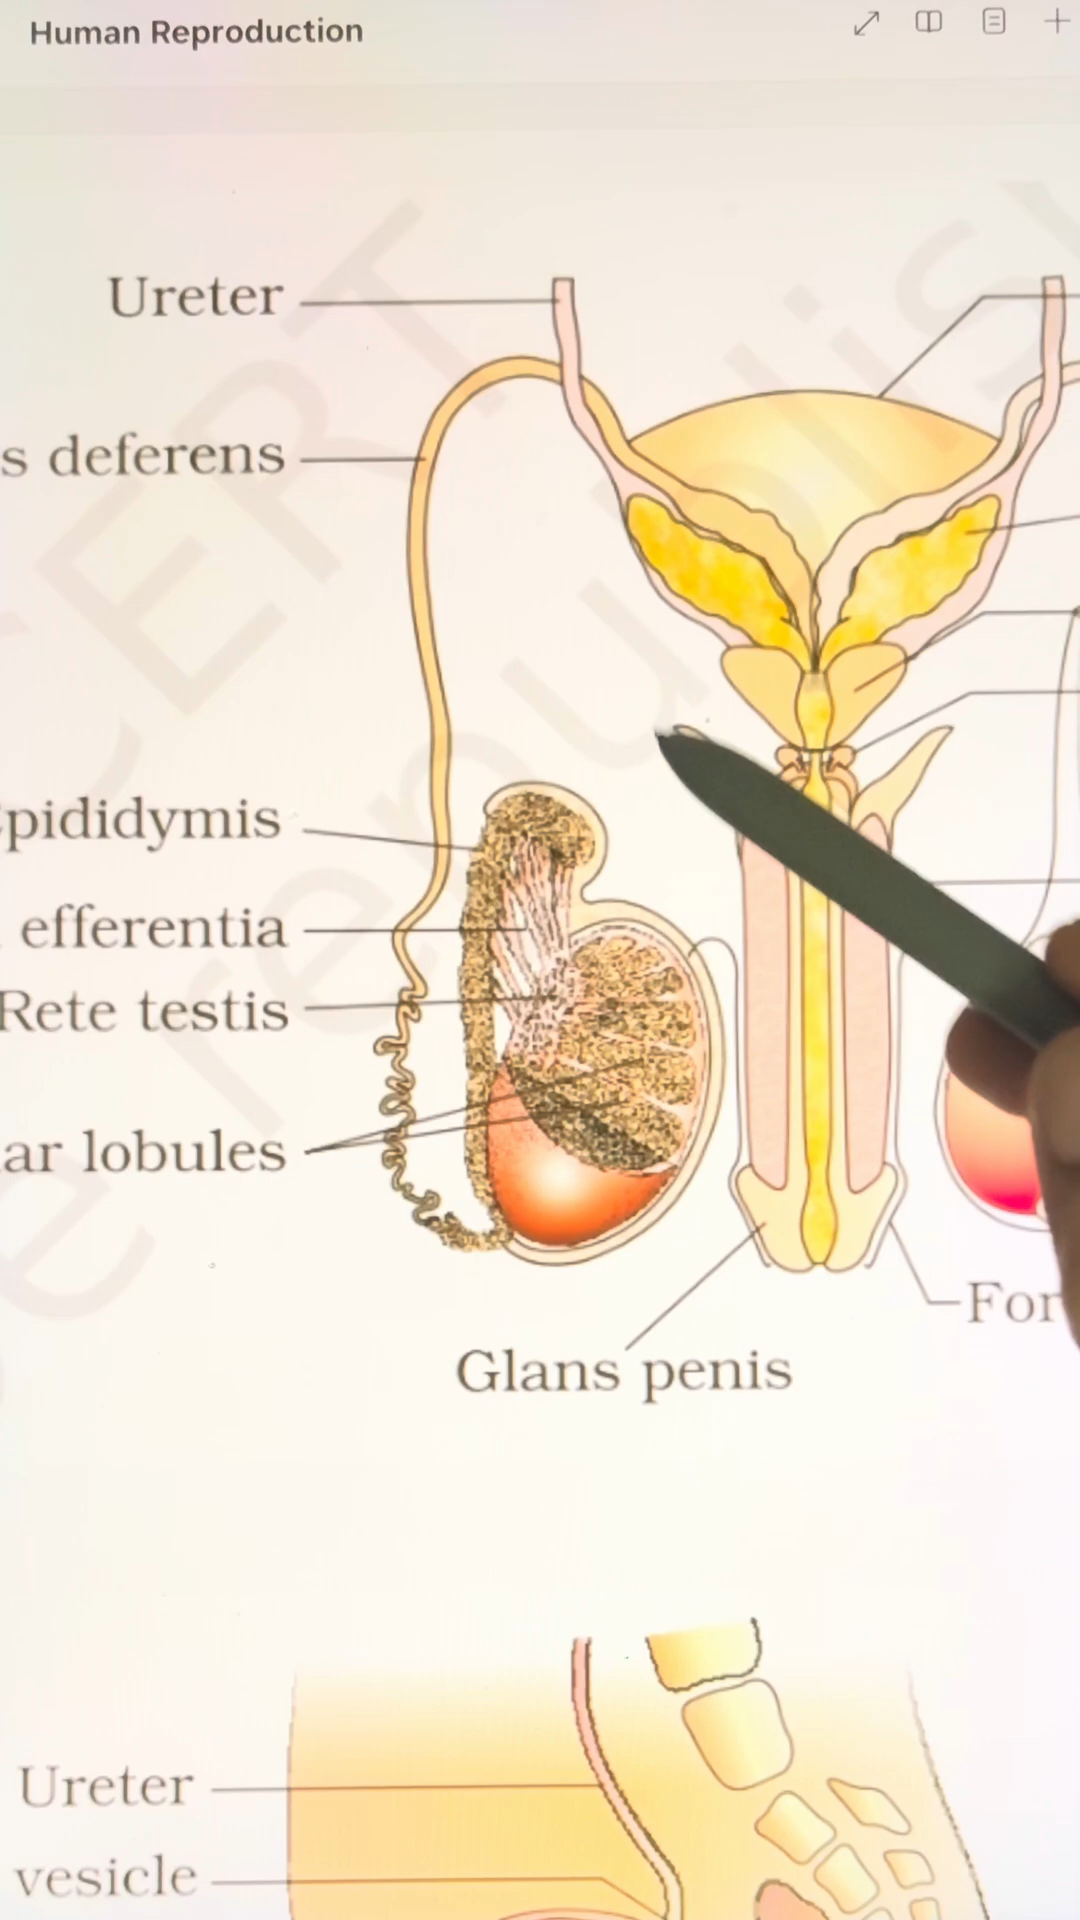 Human Reproduction
Ureter
s deferens
pididymis
efferentia
Rete testis
ar lobules
For
Glans penis
Ureter
vesicle